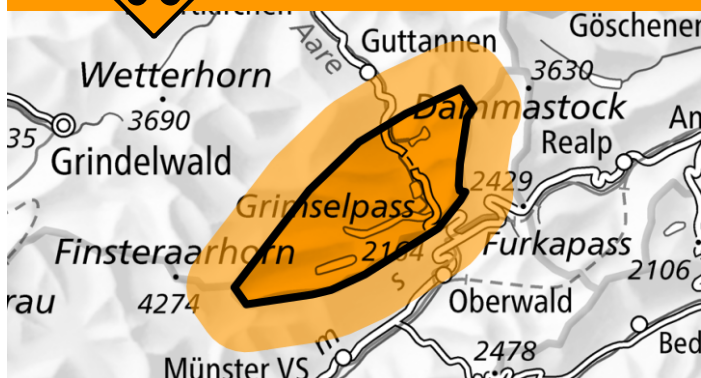 Göschenen
Guttannen
Aare
Wetterhorn
3630
3690
Dammastock
35
Realp
Grindelwald
2429
Grimselpass
Finsteraarhorn
2164
Furkapass
2106
4274
rau
s
Oberwald
m
Bed
2478
Münster VS